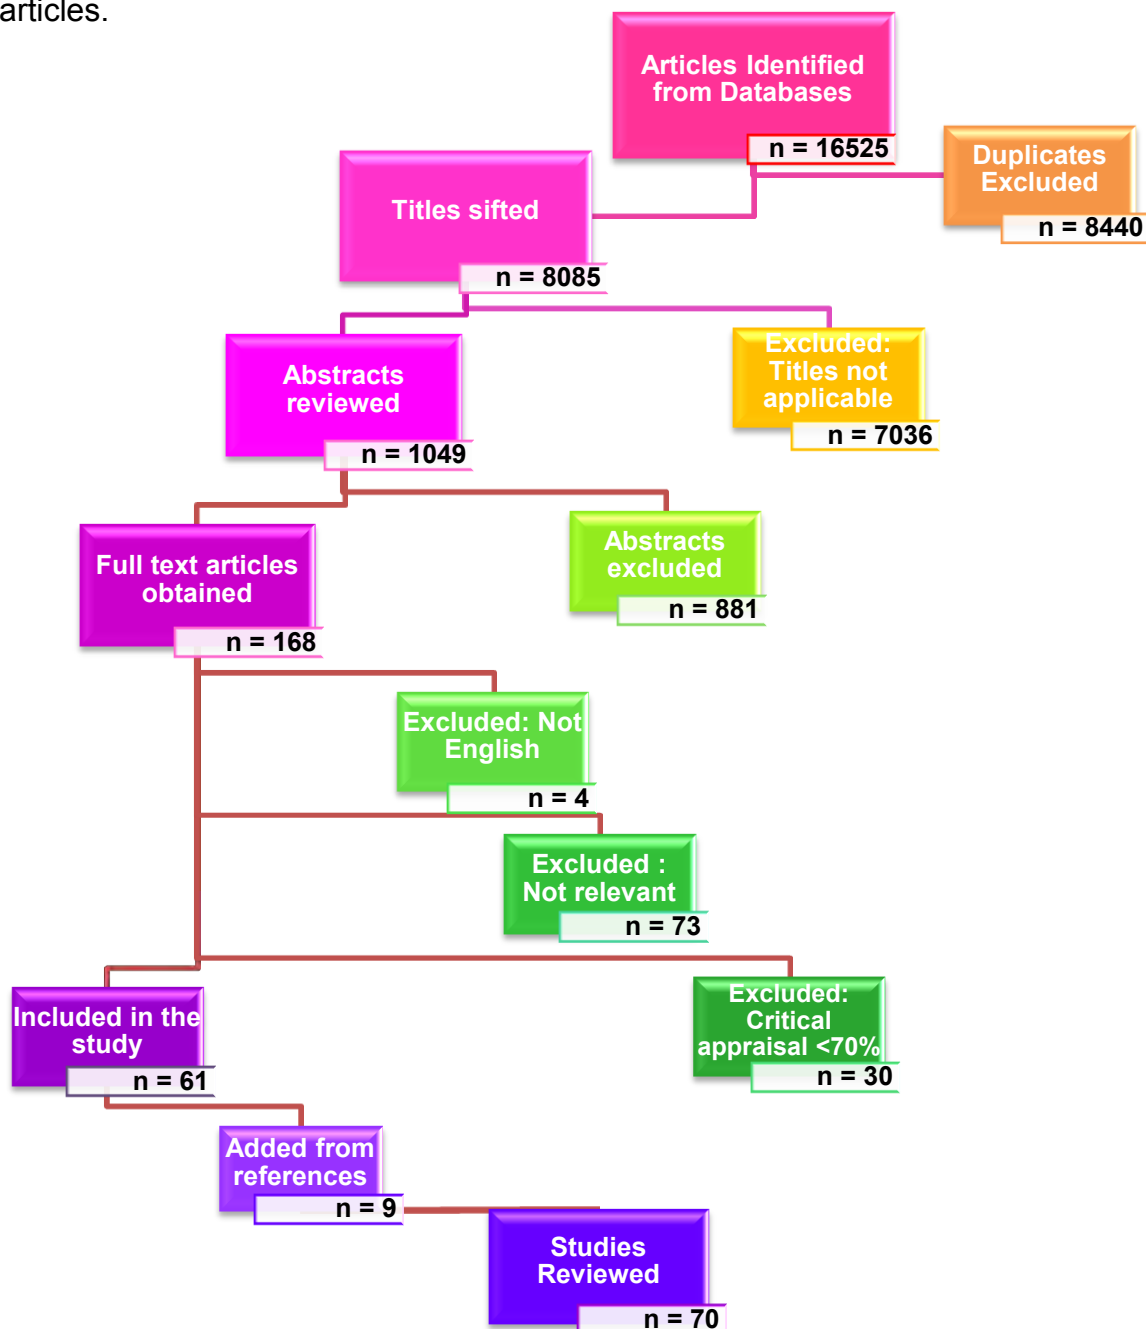 articles.
Articles Identified
from Databases
n = 16525
Duplicates
Excluded
n = 8440
Titles sifted
n = 8085
Abstracts
reviewed
n = 1049
Excluded:
Titles not
applicable
n = 7036
Full text articles
obtained
n = 168
Abstracts
excluded
n = 881
Excluded: Not
English
n = 4
Excluded :
Not relevant
n = 73
Excluded:
Critical
appraisal <70%
n = 30
Included in the
study
n = 61
Added from
references
n = 9
Studies
Reviewed
n = 70